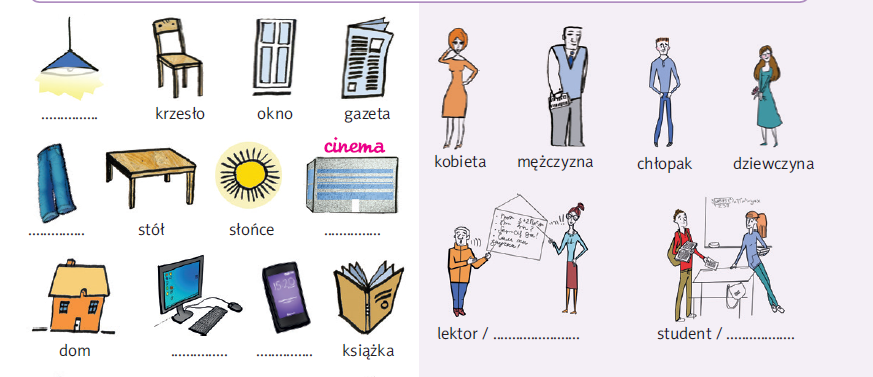 ............... krzesło okno gazeta
cinema
............... stół słońce ...............
dom ............... ............... książka
kobieta mężczyzna chłopak dziewczyna
lektor / .......................
student / ..................